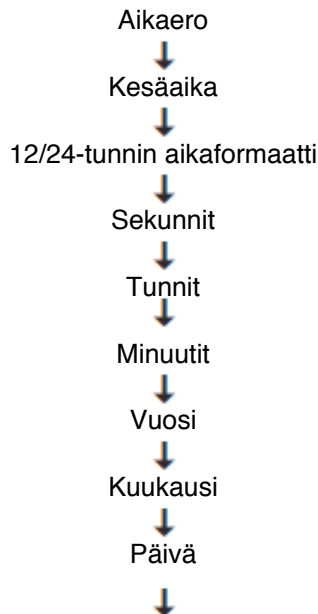 Aikaero
Kesäaika
12/24-tunnin aikaformaatti
Sekunnit
Tunnit
Minuutit
Vuosi
Kuukausi
Päivä